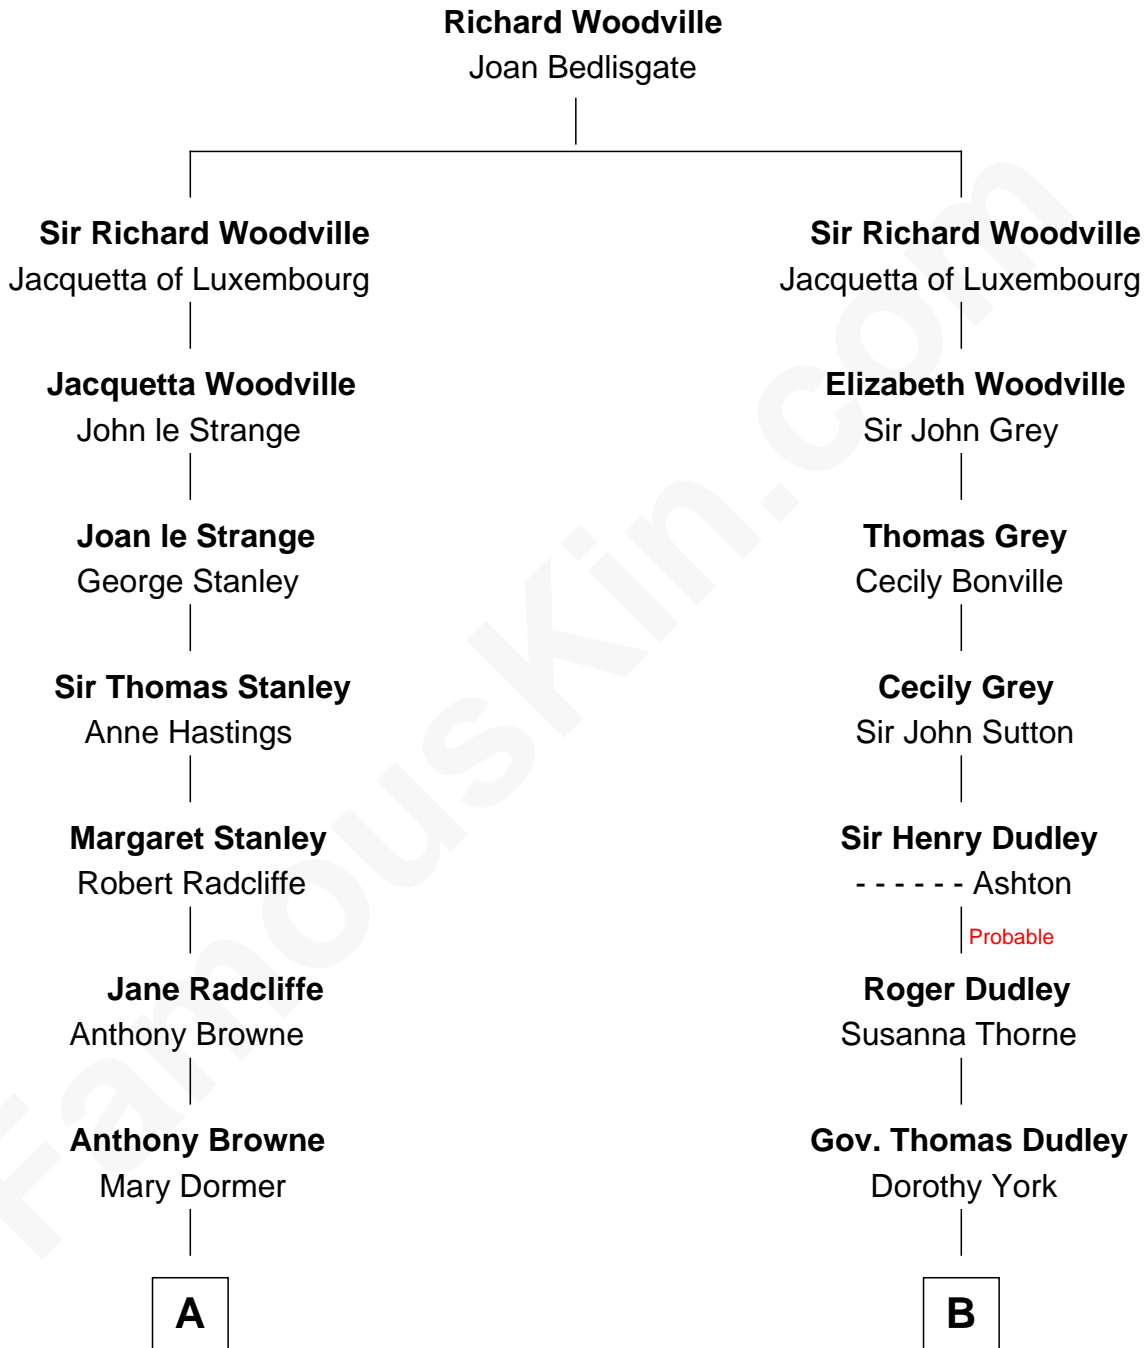 Richard Woodville
Joan Bedlisgate
Sir Richard Woodville
Jacquetta of Luxembourg
Sir Richard Woodville
Jacquetta of Luxembourg
Jacquetta Woodville
John le Strange
Elizabeth Woodville
Sir John Grey
Joan le Strange
George Stanley
Thomas Grey
Cecily Bonville
Sir Thomas Stanley
Anne Hastings
Cecily Grey
Sir John Sutton
Margaret Stanley
Robert Radcliffe
Sir Henry Dudley
- - - - - - Ashton
Probable
Jane Radcliffe
Anthony Browne
Roger Dudley
Susanna Thorne
Anthony Browne
Mary Dormer
Gov. Thomas Dudley
Dorothy York
A
B
FamousKin.com